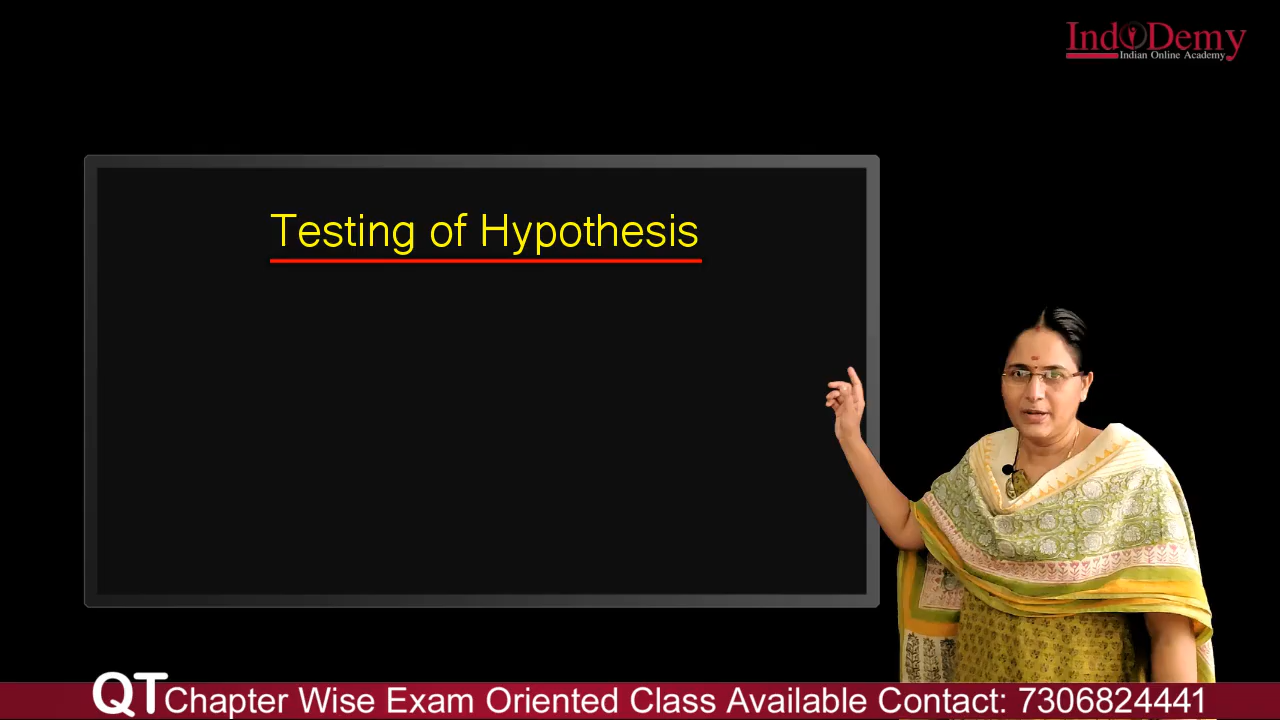 IndoDemy
Indian Online Academy
Testing of Hypothesis
QT Chapter Wise Exam Oriented Class Available Contact: 7306824441